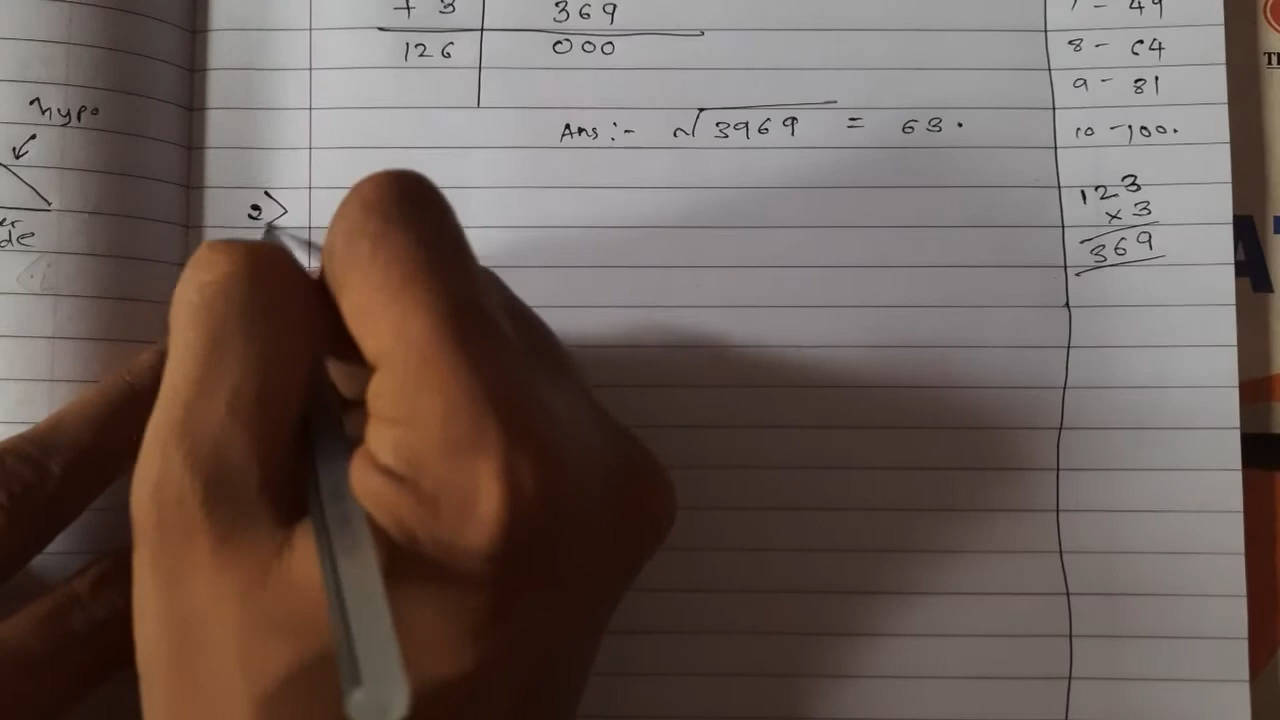 + 3 369
126 000
Ans :- √3969 = 63.
2>
hypo
de
7 - 49
8 - 64
9 - 81
10 - 100.
123
× 3
369